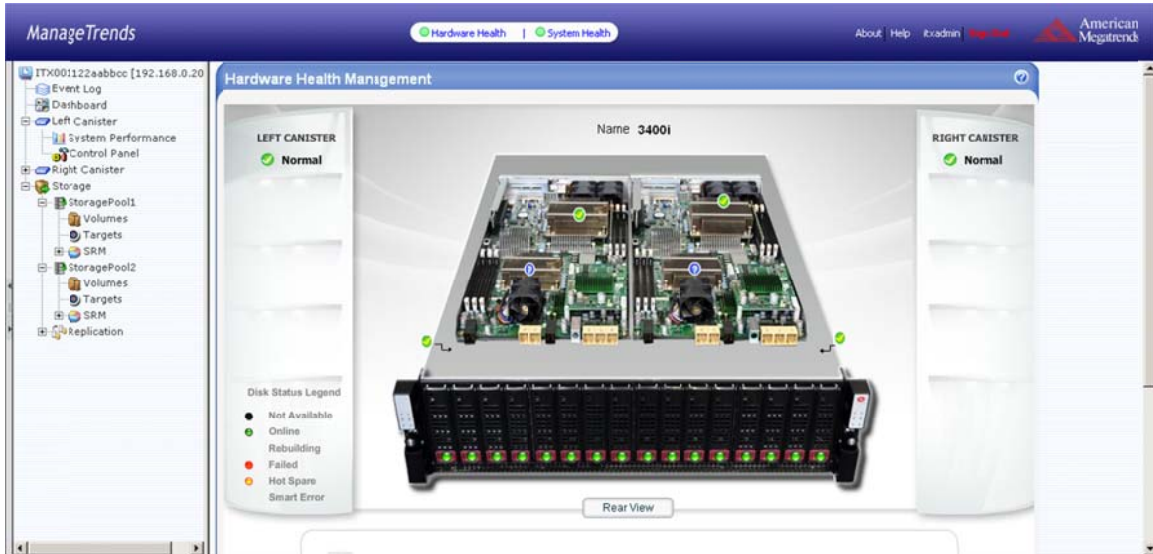 ManageTrends
Hardware Health | System Health
About Help itxadmin
American
Megatrends
ITX001122aabbcc [192.168.0.20
Event Log
Dashboard
Left Canister
System Performance
Control Panel
Right Canister
Storage
StoragePool1
Volumes
Targets
SRM
StoragePool2
Volumes
Targets
SRM
Replication
Hardware Health Management
Name 3400i
LEFT CANISTER
Normal
RIGHT CANISTER
Normal
Disk Status Legend
Not Available
Online
Rebuilding
Failed
Hot Spare
Smart Error
Rear View